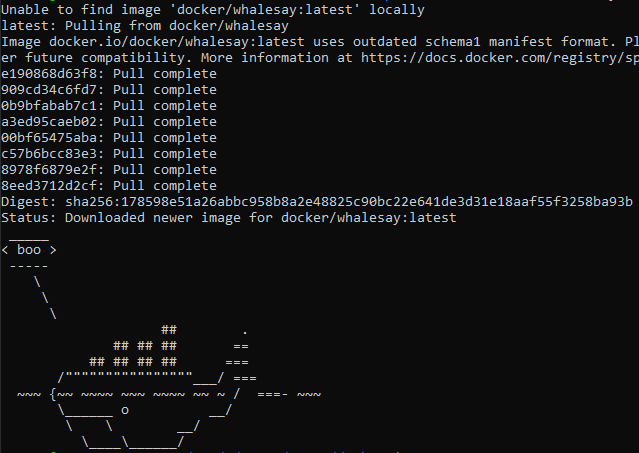 Unable to find image 'docker/whalesay:latest' locally
latest: Pulling from docker/whalesay
Image docker.io/docker/whalesay:latest uses outdated schema1 manifest format. Pl
er future compatibility. More information at https://docs.docker.com/registry/sp
e190868d63f8: Pull complete
909cd34c6fd7: Pull complete
0b9bfabab7c1: Pull complete
a3ed95caeb02: Pull complete
00bf65475aba: Pull complete
c57b6bcc83e3: Pull complete
8978f6879e2f: Pull complete
8eed3712d2cf: Pull complete
Digest: sha256:178598e51a26abbc958b8a2e48825c90bc22e641de3d31e18aaf55f3258ba93b
Status: Downloaded newer image for docker/whalesay:latest
 _____
< boo >
 -----
    \
     \
      \
                    ##        .
              ## ## ##       ==
           ## ## ## ##      ===
       /""""""""""""""""___/ ===
  ~~~ {~~ ~~~~ ~~~ ~~~~ ~~ ~ /  ===- ~~~
       \______ o          __/
        \    \        __/
          \____\______/